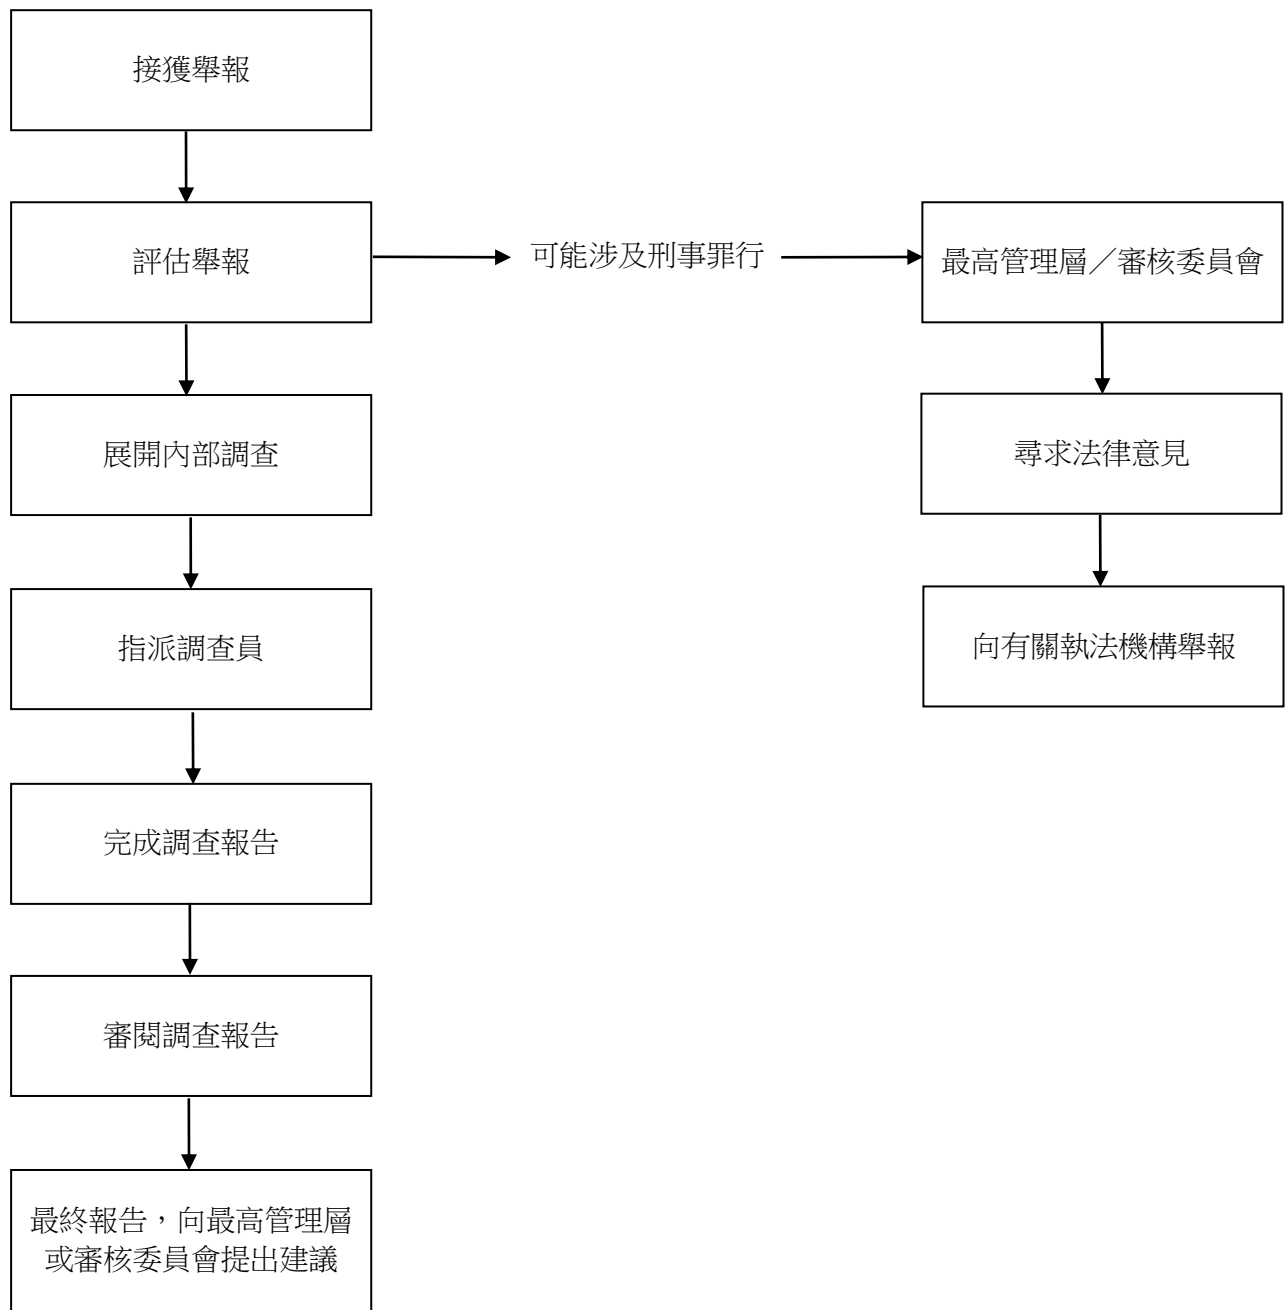 接獲舉報
評估舉報
可能涉及刑事罪行
最高管理層／審核委員會
展開內部調查
尋求法律意見
指派調查員
向有關執法機構舉報
完成調查報告
審閱調查報告
最終報告，向最高管理層
或審核委員會提出建議